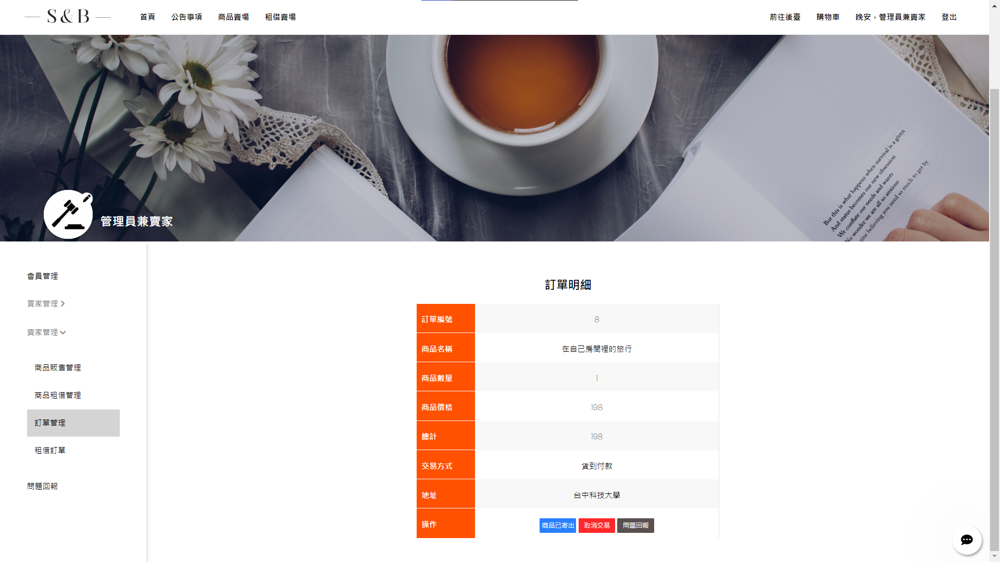 S & B
首頁 公告事項 商品賣場 租借賣場
前往後臺 購物車 晚安，管理員兼賣家 登出
But this is what happens when survival is a given
And status becomes our new obsession
We conflate our needs and wants
No wonder we are all so anxious
gine believing you need so much to get by
管理員兼賣家
會員管理
買家管理
賣家管理
商品販售管理
商品租借管理
訂單管理
租借訂單
問題回報
訂單明細
訂單編號 8
商品名稱 在自己房間裡的旅行
商品數量 1
商品價格 198
總計 198
交易方式 貨到付款
地址 台中科技大學
操作 商品已寄出 取消交易 問題回報